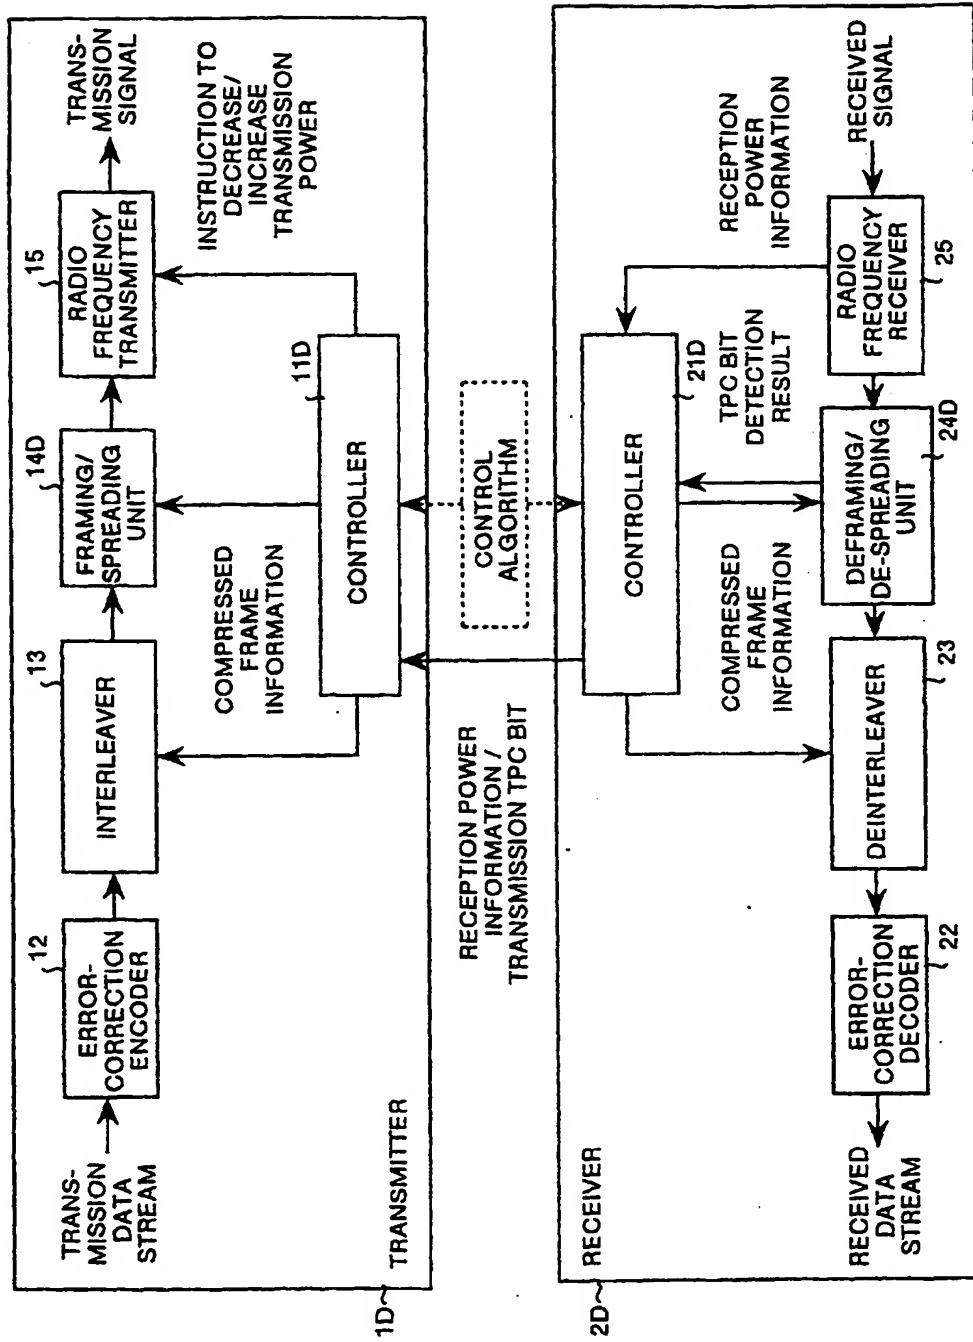 TRANS-
MISSION
DATA
STREAM
12
ERROR-
CORRECTION
ENCODER
13
INTERLEAVER
14D
FRAMING/
SPREADING
UNIT
15
RADIO
FREQUENCY
TRANSMITTER
TRANS-
MISSION
SIGNAL
COMPRESSED
FRAME
INFORMATION
INSTRUCTION TO
DECREASE/
INCREASE
TRANSMISSION
POWER
11D
CONTROLLER
1D
TRANSMITTER
RECEPTION POWER
INFORMATION /
TRANSMISSION TPC BIT
CONTROL
ALGORITHM
2D
RECEIVER
CONTROLLER
21D
RECEPTION
POWER
INFORMATION
COMPRESSED
FRAME
INFORMATION
TPC BIT
DETECTION
RESULT
RECEIVED
DATA
STREAM
ERROR-
CORRECTION
DECODER
22
DEINTERLEAVER
23
DEFRAMING/
DE-SPREADING
UNIT
24D
RADIO
FREQUENCY
RECEIVER
25
RECEIVED
SIGNAL